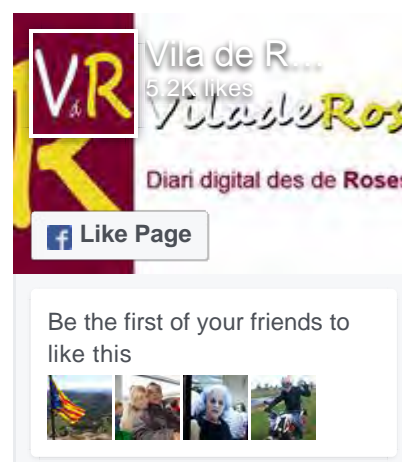 VdR
Vila de R...
5.2K likes
ViladeRos
Diari digital des de Roses
Like Page
Be the first of your friends to
like this